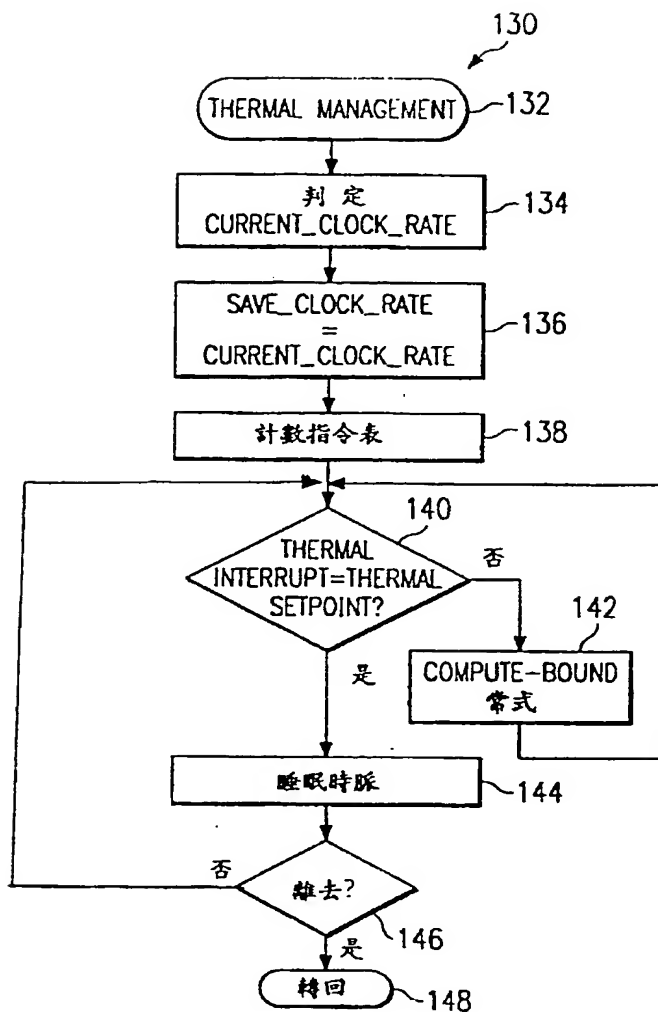 130
THERMAL MANAGEMENT
132
判定
CURRENT_CLOCK_RATE
134
SAVE_CLOCK_RATE
=
CURRENT_CLOCK_RATE
136
計數指令表
138
140
THERMAL
INTERRUPT=THERMAL
SETPOINT?
否
142
COMPUTE-BOUND
常式
是
睡眠時脈
144
否
離去?
146
是
轉回
148